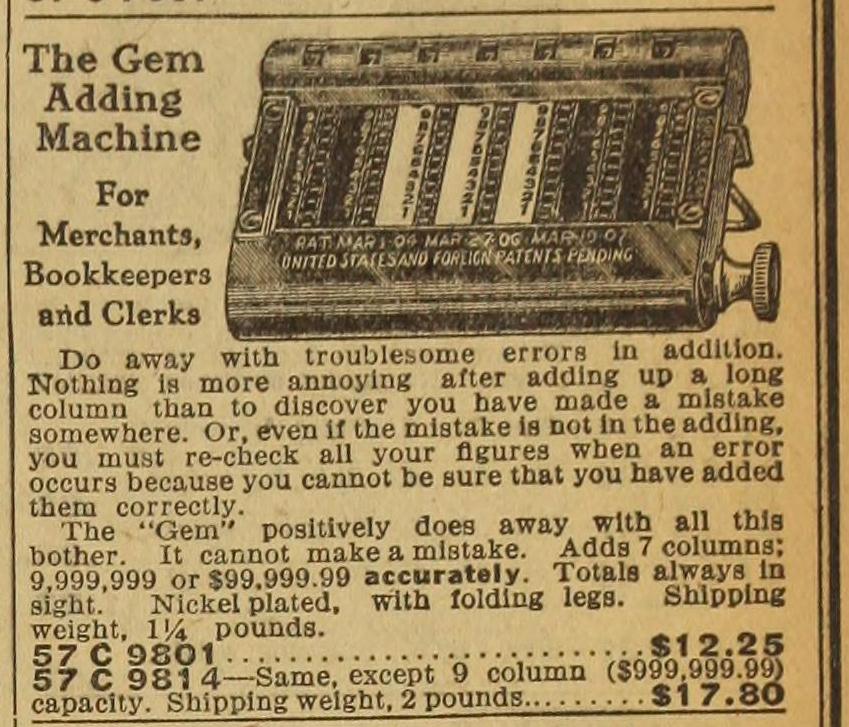 The Gem
Adding
Machine
For
Merchants,
Bookkeepers
and Clerks
PAT. MAR 1-04 MAR-27-06 MAR-19 07
UNITED STATES AND FOREIGN PATENTS PENDING
Do away with troublesome errors in addition.
Nothing is more annoying after adding up a long
column than to discover you have made a mistake
somewhere. Or, even if the mistake is not in the adding,
you must re-check all your figures when an error
occurs because you cannot be sure that you have added
them correctly.
The "Gem" positively does away with all this
bother. It cannot make a mistake. Adds 7 columns;
9,999,999 or $99,999.99 accurately. Totals always in
sight. Nickel plated, with folding legs. Shipping
weight, 1¼ pounds.
57 C 9801..............................$12.25
57 C 9814—Same, except 9 column ($999,999.99)
capacity. Shipping weight, 2 pounds.........$17.80